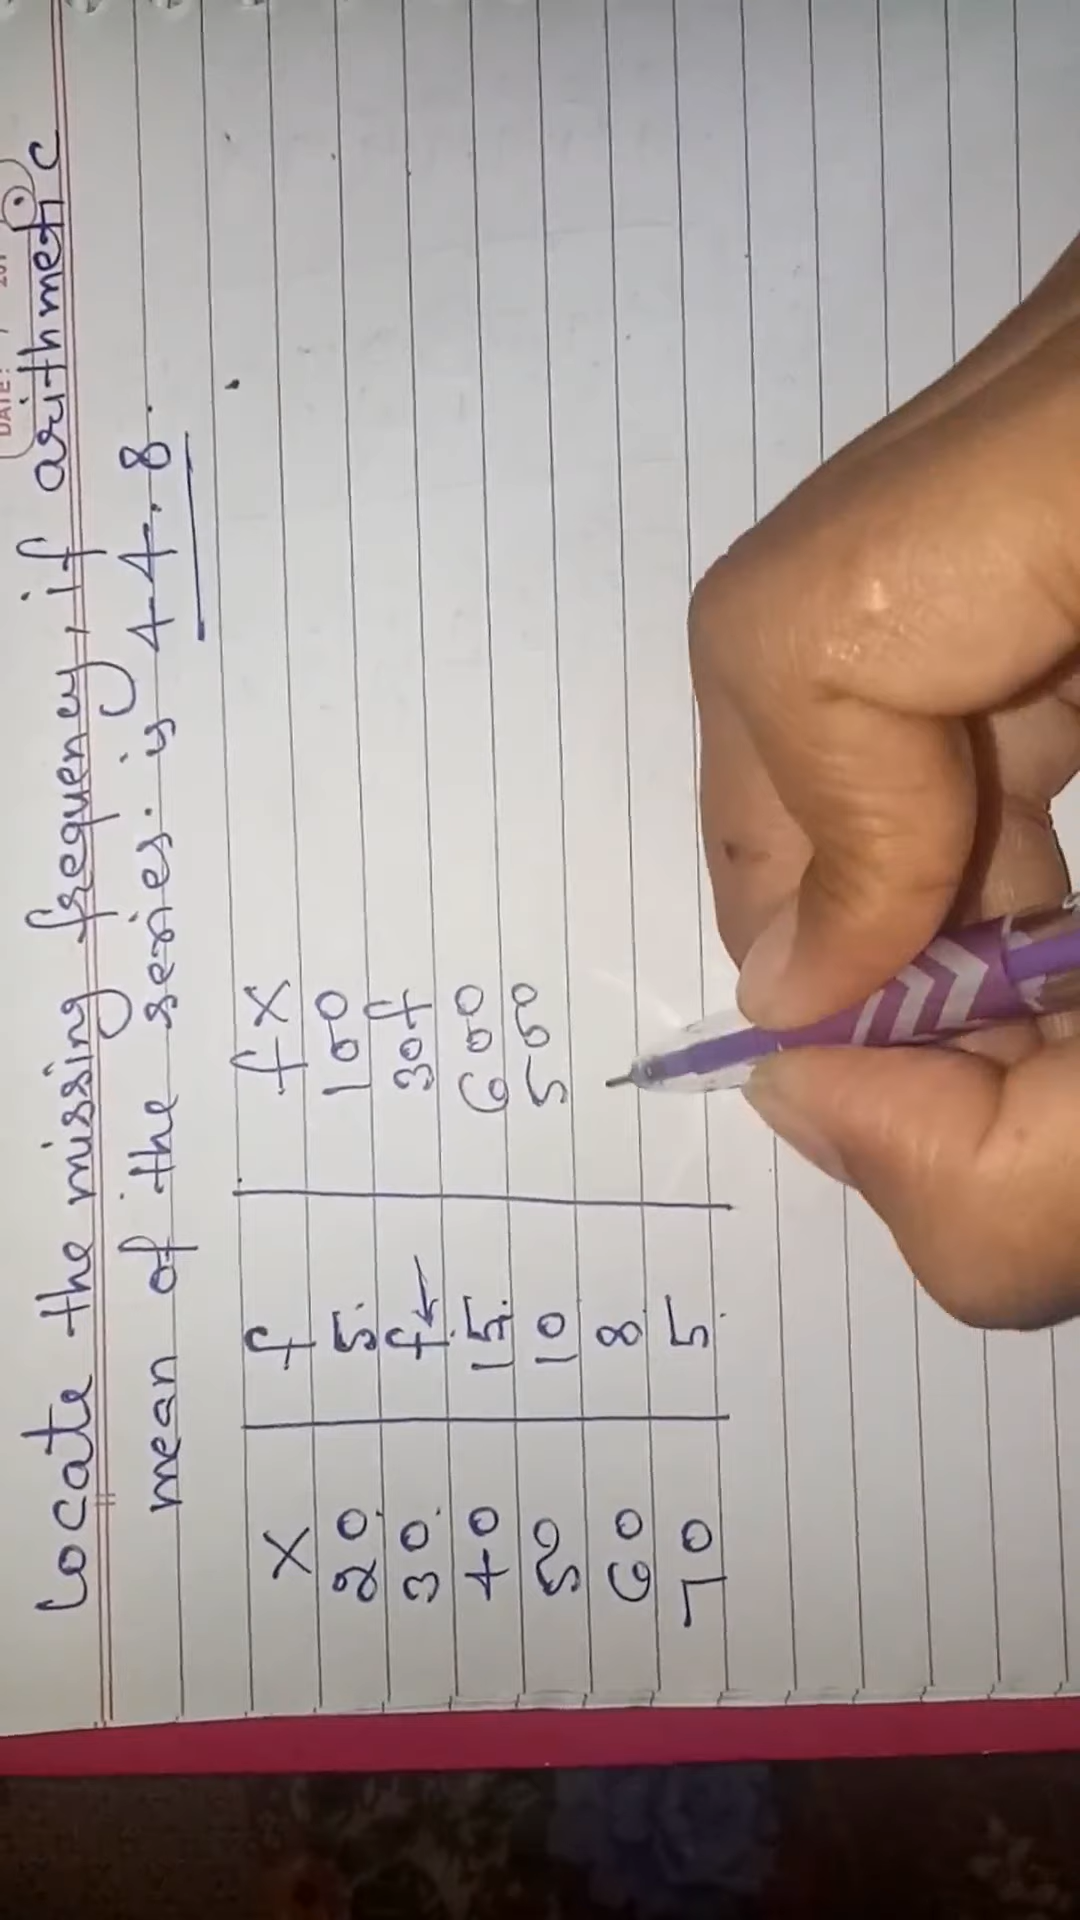 DATE:
Locate the missing frequency, if arithmetic
mean of the series. is 44.8.
X f fx
20. 5. 100
30. f← 30f
40 15. 600
50 10 500
60 8
70 5.